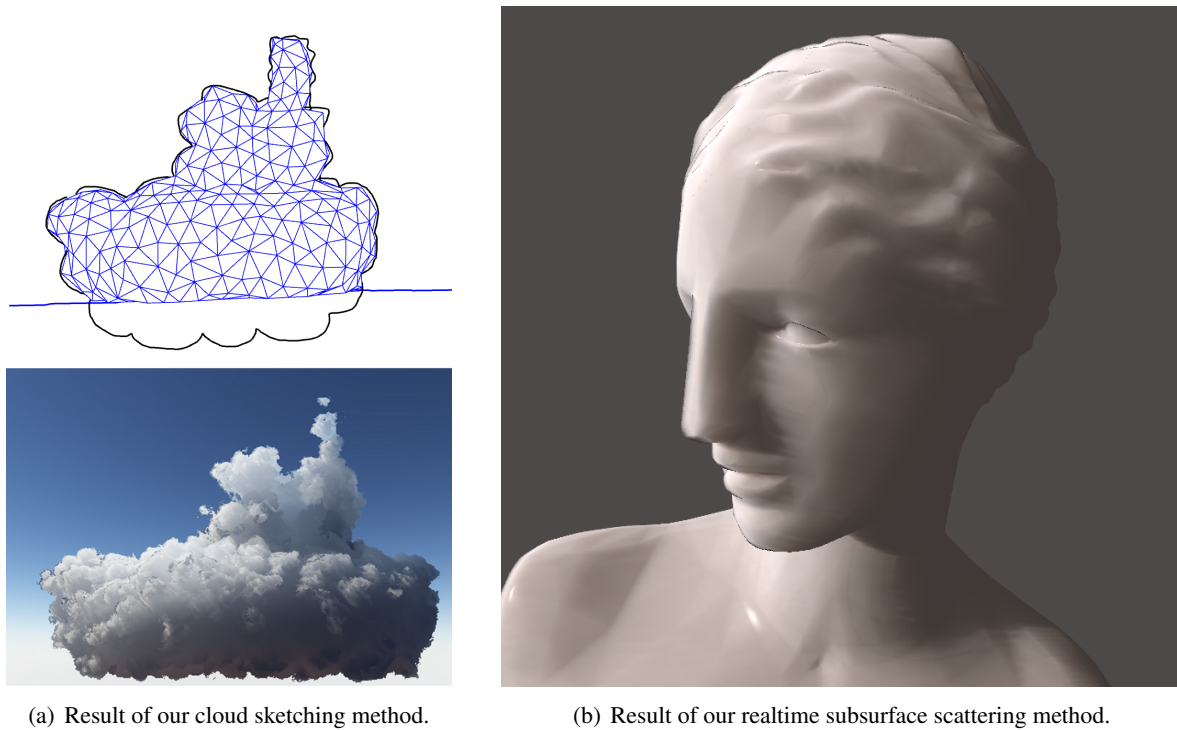 (a) Result of our cloud sketching method.
(b) Result of our realtime subsurface scattering method.